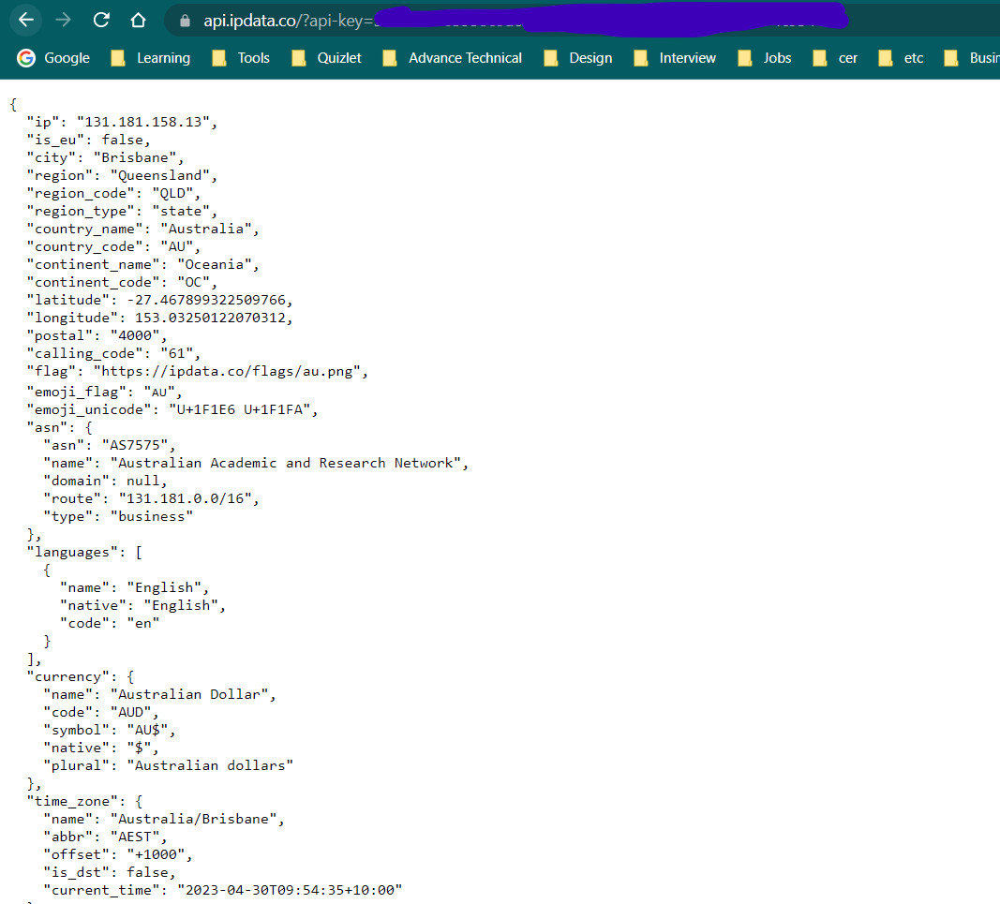 api.ipdata.co/?api-key=
Google Learning Tools Quizlet Advance Technical Design Interview Jobs cer etc Busin
{
"ip": "131.181.158.13",
"is_eu": false,
"city": "Brisbane",
"region": "Queensland",
"region_code": "QLD",
"region_type": "state",
"country_name": "Australia",
"country_code": "AU",
"continent_name": "Oceania",
"continent_code": "OC",
"latitude": -27.467899322509766,
"longitude": 153.03250122070312,
"postal": "4000",
"calling_code": "61",
"flag": "https://ipdata.co/flags/au.png",
"emoji_flag": "AU",
"emoji_unicode": "U+1F1E6 U+1F1FA",
"asn": {
"asn": "AS7575",
"name": "Australian Academic and Research Network",
"domain": null,
"route": "131.181.0.0/16",
"type": "business"
},
"languages": [
{
"name": "English",
"native": "English",
"code": "en"
}
],
"currency": {
"name": "Australian Dollar",
"code": "AUD",
"symbol": "AU$",
"native": "$",
"plural": "Australian dollars"
},
"time_zone": {
"name": "Australia/Brisbane",
"abbr": "AEST",
"offset": "+1000",
"is_dst": false,
"current_time": "2023-04-30T09:54:35+10:00"